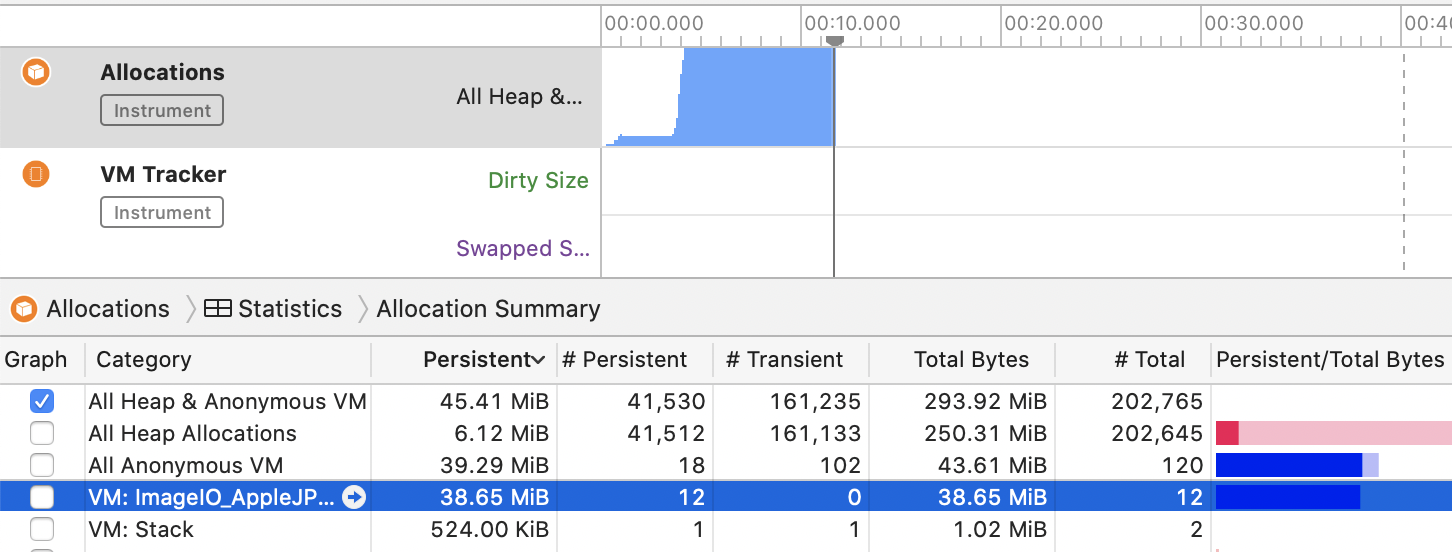 00:00.000 00:10.000 00:20.000 00:30.000 00:4
Allocations
Instrument
All Heap &...
VM Tracker
Instrument
Dirty Size
Swapped S...
Allocations Statistics Allocation Summary
Graph Category Persistent # Persistent # Transient Total Bytes # Total Persistent/Total Bytes
All Heap & Anonymous VM 45.41 MiB 41,530 161,235 293.92 MiB 202,765
All Heap Allocations 6.12 MiB 41,512 161,133 250.31 MiB 202,645
All Anonymous VM 39.29 MiB 18 102 43.61 MiB 120
VM: ImageIO_AppleJP... 38.65 MiB 12 0 38.65 MiB 12
VM: Stack 524.00 KiB 1 1 1.02 MiB 2